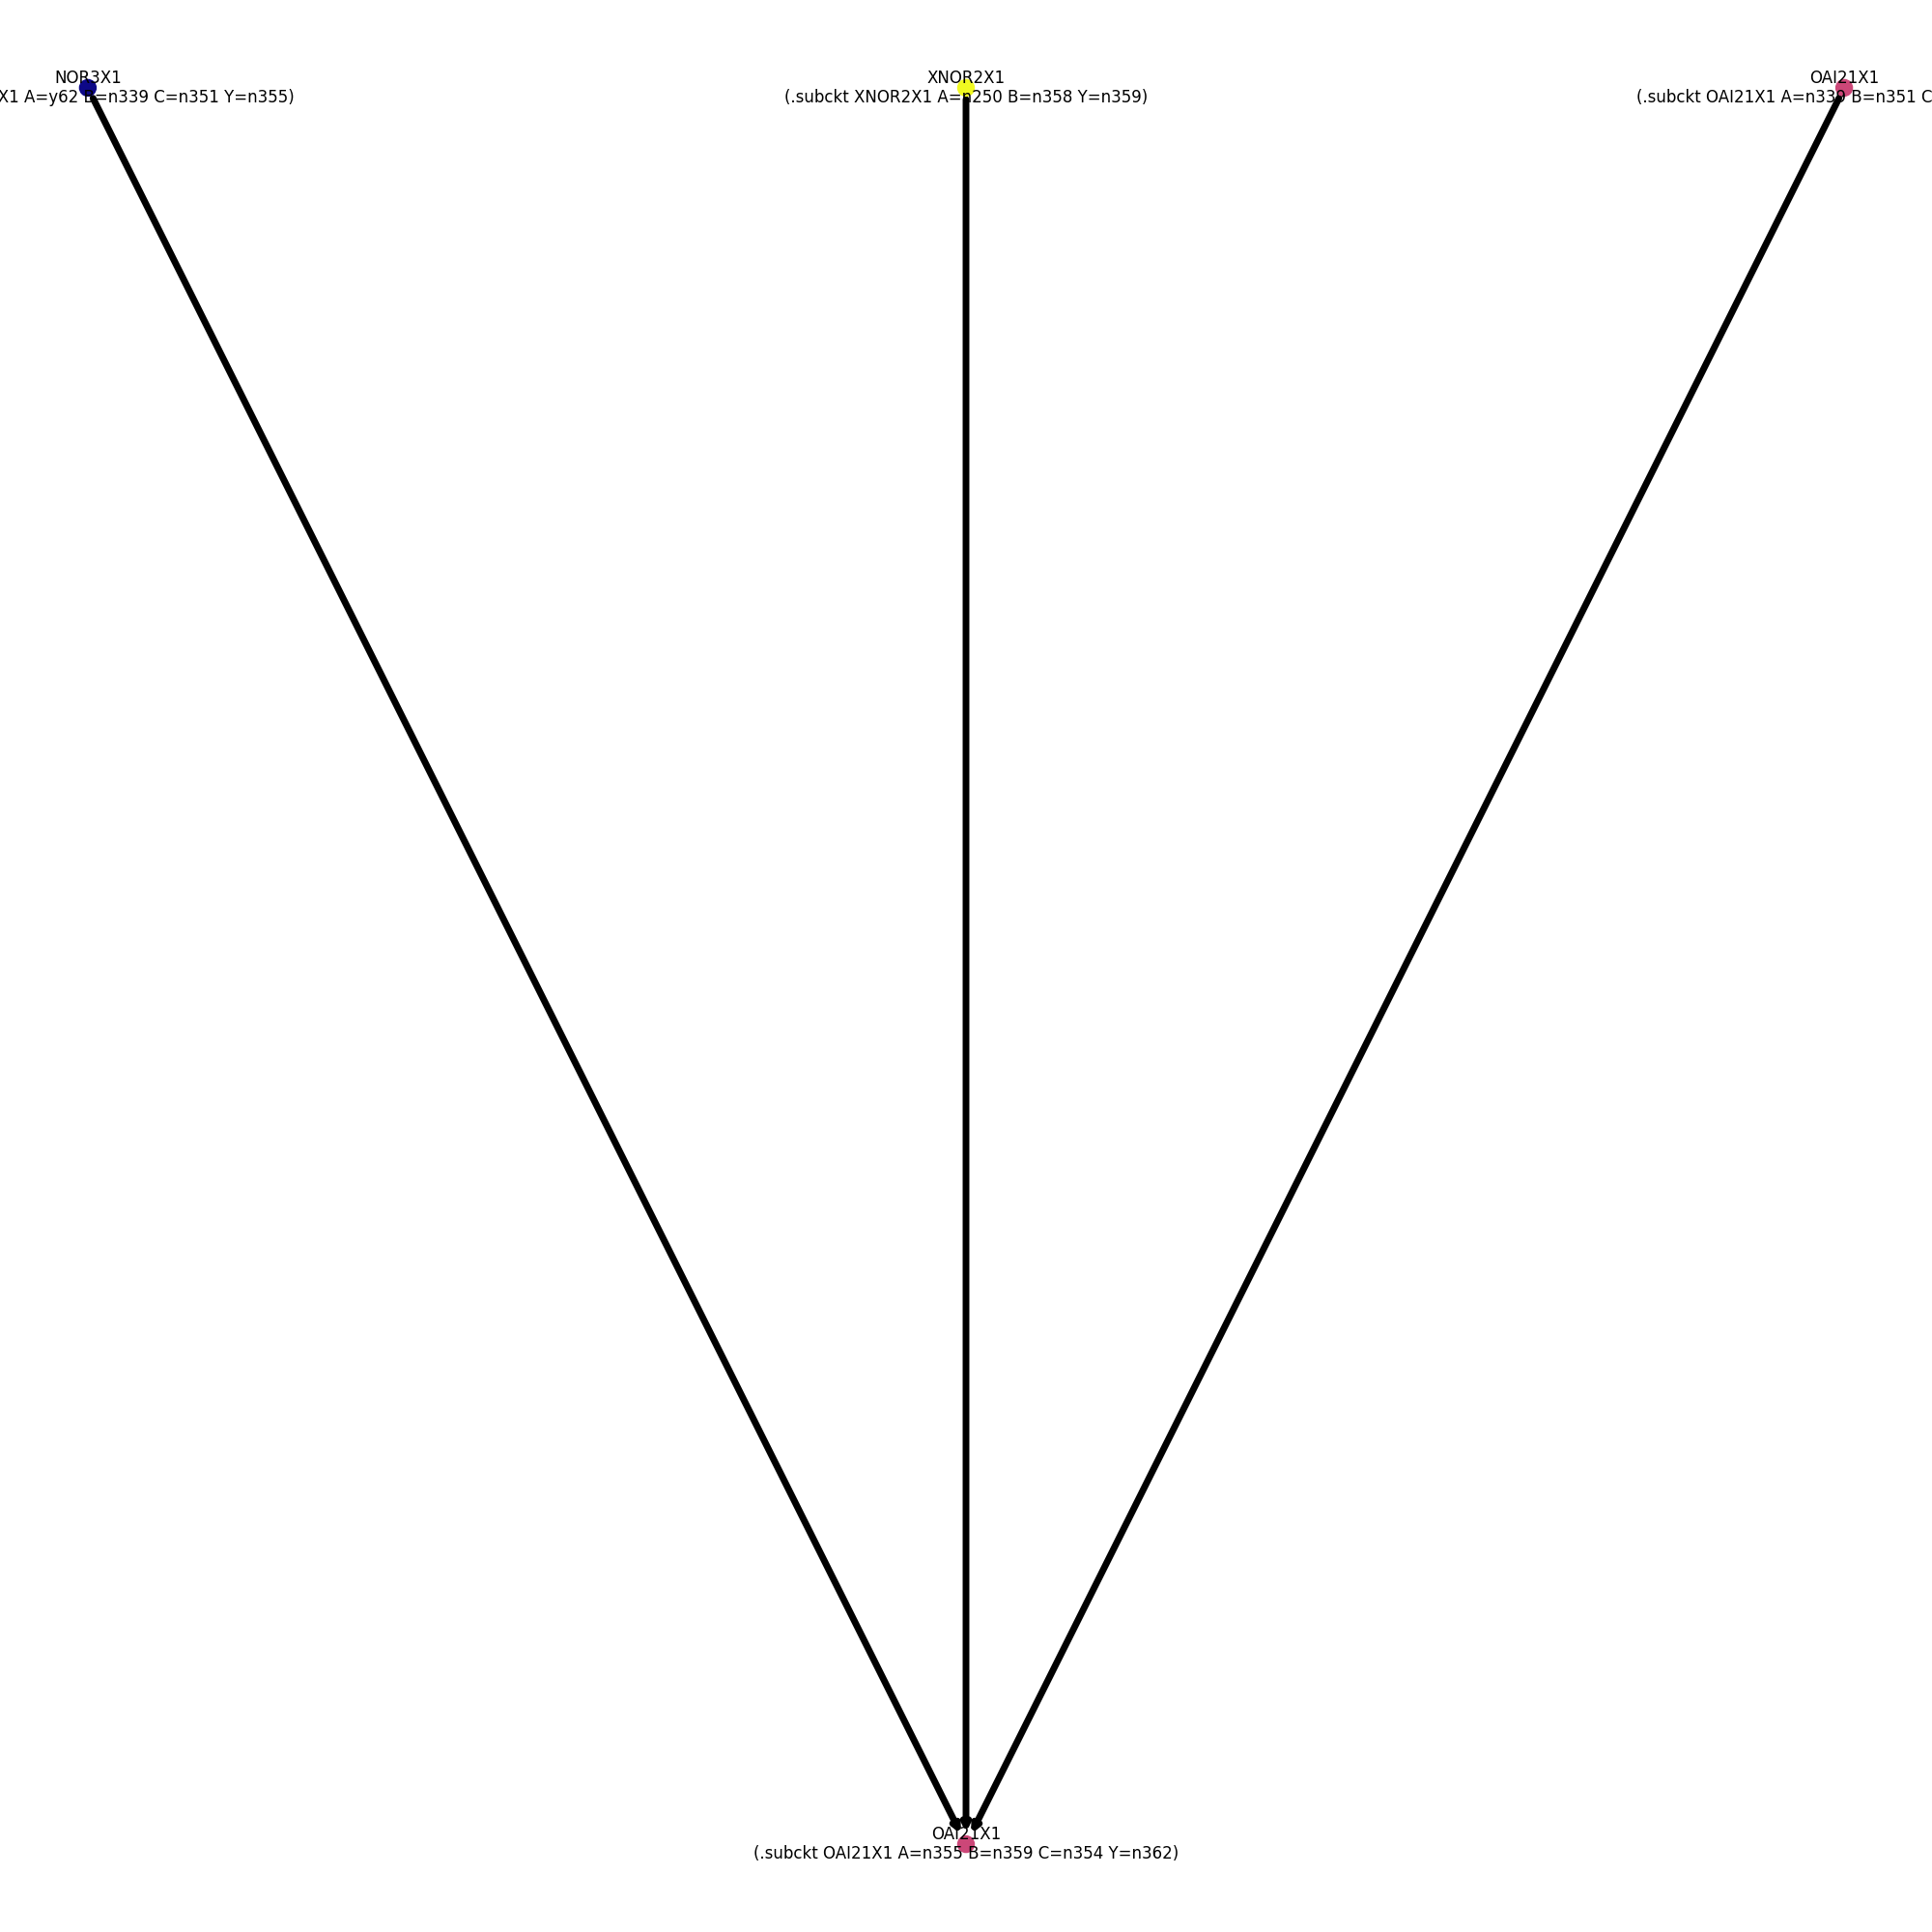 NOR3X1
X1 A=y62 B=n339 C=n351 Y=n355)
XNOR2X1
(.subckt XNOR2X1 A=n250 B=n358 Y=n359)
OAI21X1
(.subckt OAI21X1 A=n339 B=n351 C
OAI21X1
(.subckt OAI21X1 A=n355 B=n359 C=n354 Y=n362)